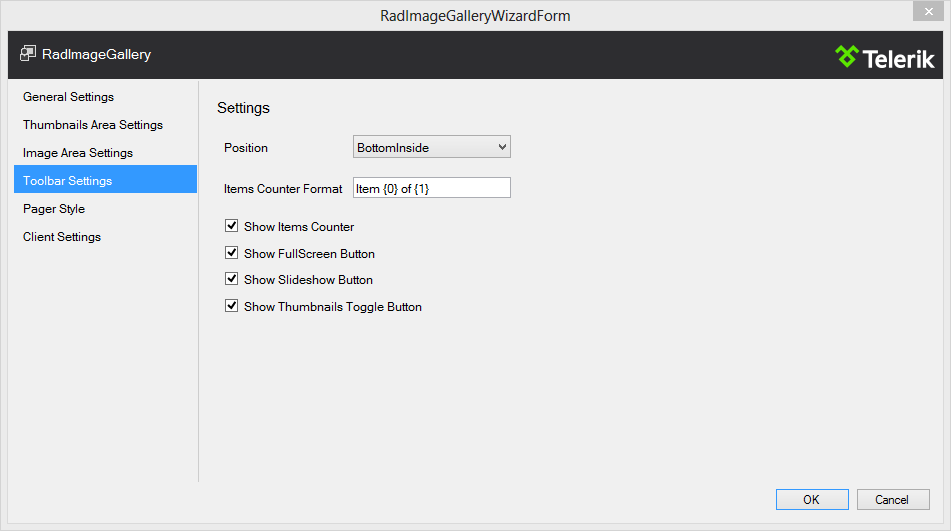 RadImageGalleryWizardForm
RadImageGallery
Telerik
General Settings
Thumbnails Area Settings
Image Area Settings
Toolbar Settings
Pager Style
Client Settings
Settings
Position BottomInside
Items Counter Format Item {0} of {1}
Show Items Counter
Show FullScreen Button
Show Slideshow Button
Show Thumbnails Toggle Button
OK Cancel